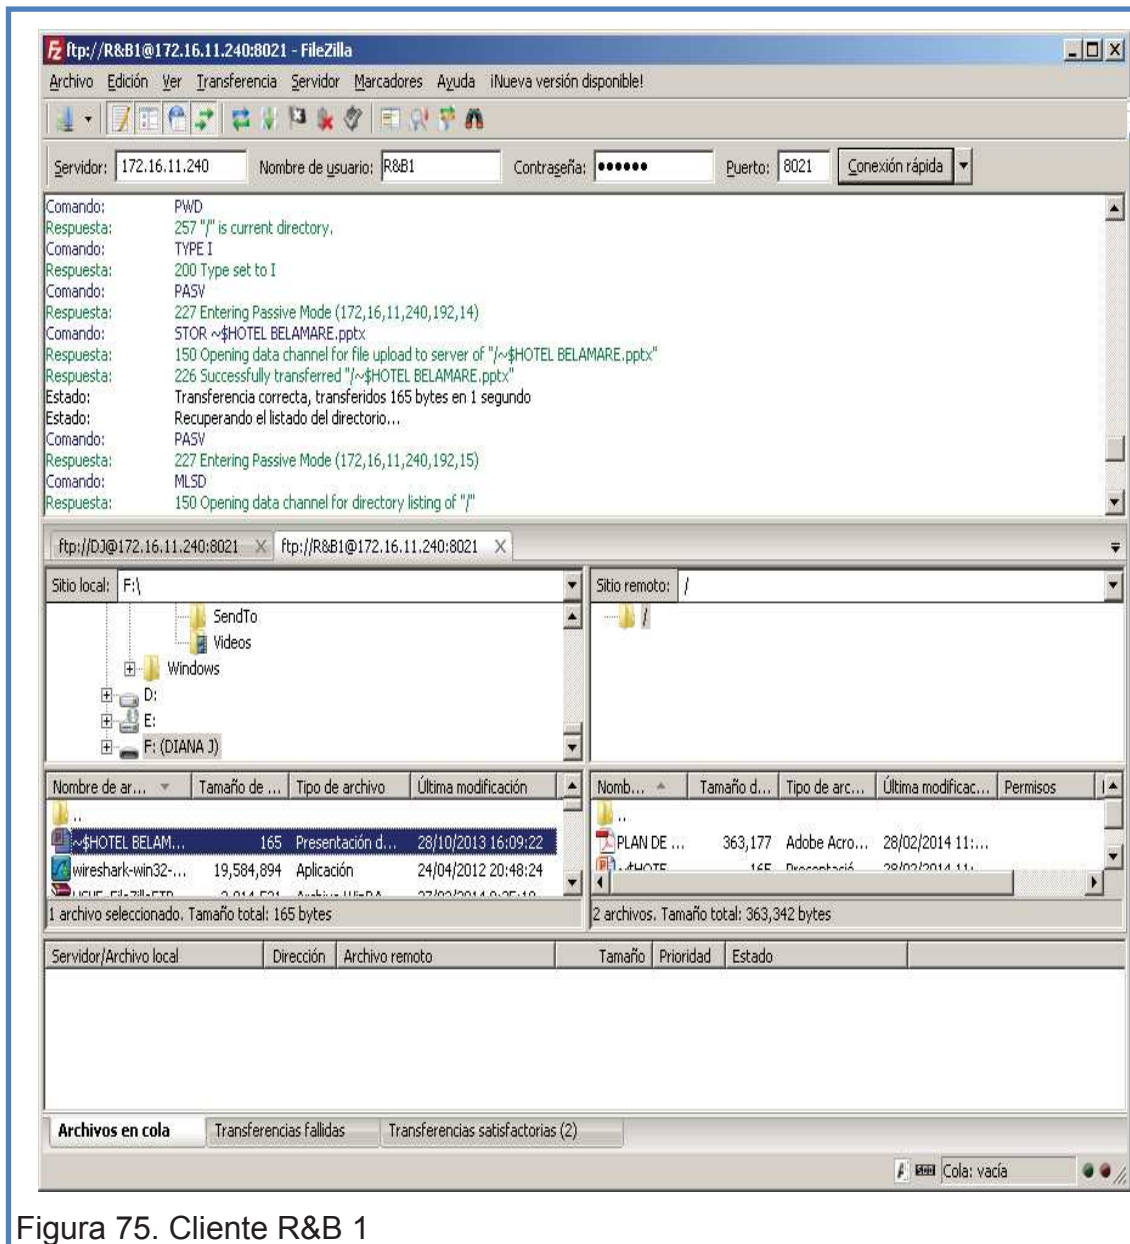 ftp://R&B1@172.16.11.240:8021 - FileZilla
Archivo Edición Ver Transferencia Servidor Marcadores Ayuda ¡Nueva versión disponible!
Servidor: 172.16.11.240 Nombre de usuario: R&B1 Contraseña: ●●●●●● Puerto: 8021 Conexión rápida
Comando: PWD
Respuesta: 257 "/" is current directory.
Comando: TYPE I
Respuesta: 200 Type set to I
Comando: PASV
Respuesta: 227 Entering Passive Mode (172,16,11,240,192,14)
Comando: STOR ~$HOTEL BELAMARE.pptx
Respuesta: 150 Opening data channel for file upload to server of "/~$HOTEL BELAMARE.pptx"
Respuesta: 226 Successfully transferred "/~$HOTEL BELAMARE.pptx"
Estado: Transferencia correcta, transferidos 165 bytes en 1 segundo
Estado: Recuperando el listado del directorio...
Comando: PASV
Respuesta: 227 Entering Passive Mode (172,16,11,240,192,15)
Comando: MLSD
Respuesta: 150 Opening data channel for directory listing of "/"
ftp://DJ@172.16.11.240:8021 X ftp://R&B1@172.16.11.240:8021 X
Sitio local: F:\
SendTo
Videos
Windows
D:
E:
F: (DIANA J)
Sitio remoto: /
/
Nombre de ar... Tamaño de ... Tipo de archivo Última modificación
..
~$HOTEL BELAM... 165 Presentación d... 28/10/2013 16:09:22
wireshark-win32-... 19,584,894 Aplicación 24/04/2012 20:48:24
1 archivo seleccionado. Tamaño total: 165 bytes
Nomb... Tamaño d... Tipo de arc... Última modificac... Permisos
..
PLAN DE ... 363,177 Adobe Acro... 28/02/2014 11:...
~$HOTE... 165 Presentació... 28/02/2014 11:...
2 archivos. Tamaño total: 363,342 bytes
Servidor/Archivo local Dirección Archivo remoto Tamaño Prioridad Estado
Archivos en cola Transferencias fallidas Transferencias satisfactorias (2)
Cola: vacía
Figura 75. Cliente R&B 1